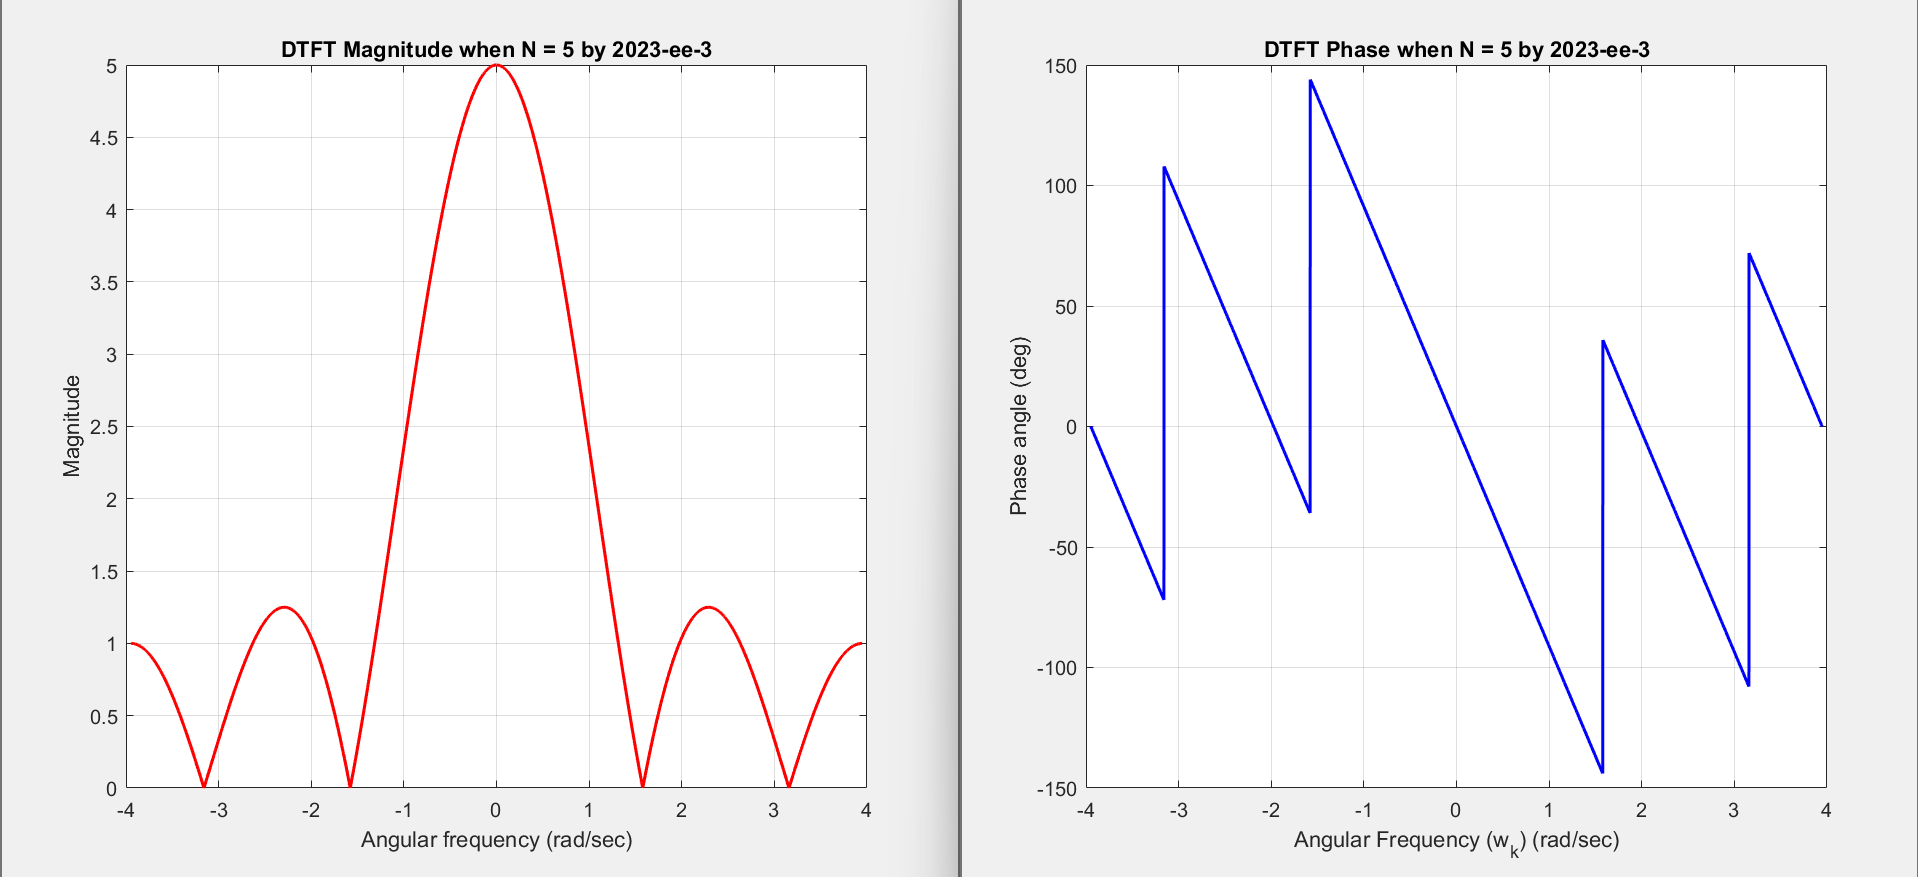 DTFT Magnitude when N = 5 by 2023-ee-3
5
4.5
4
3.5
3
2.5
2
1.5
1
0.5
0
Magnitude
-4 -3 -2 -1 0 1 2 3 4
Angular frequency (rad/sec)
DTFT Phase when N = 5 by 2023-ee-3
150
100
50
0
-50
-100
-150
Phase angle (deg)
-4 -3 -2 -1 0 1 2 3 4
Angular Frequency (w_k) (rad/sec)